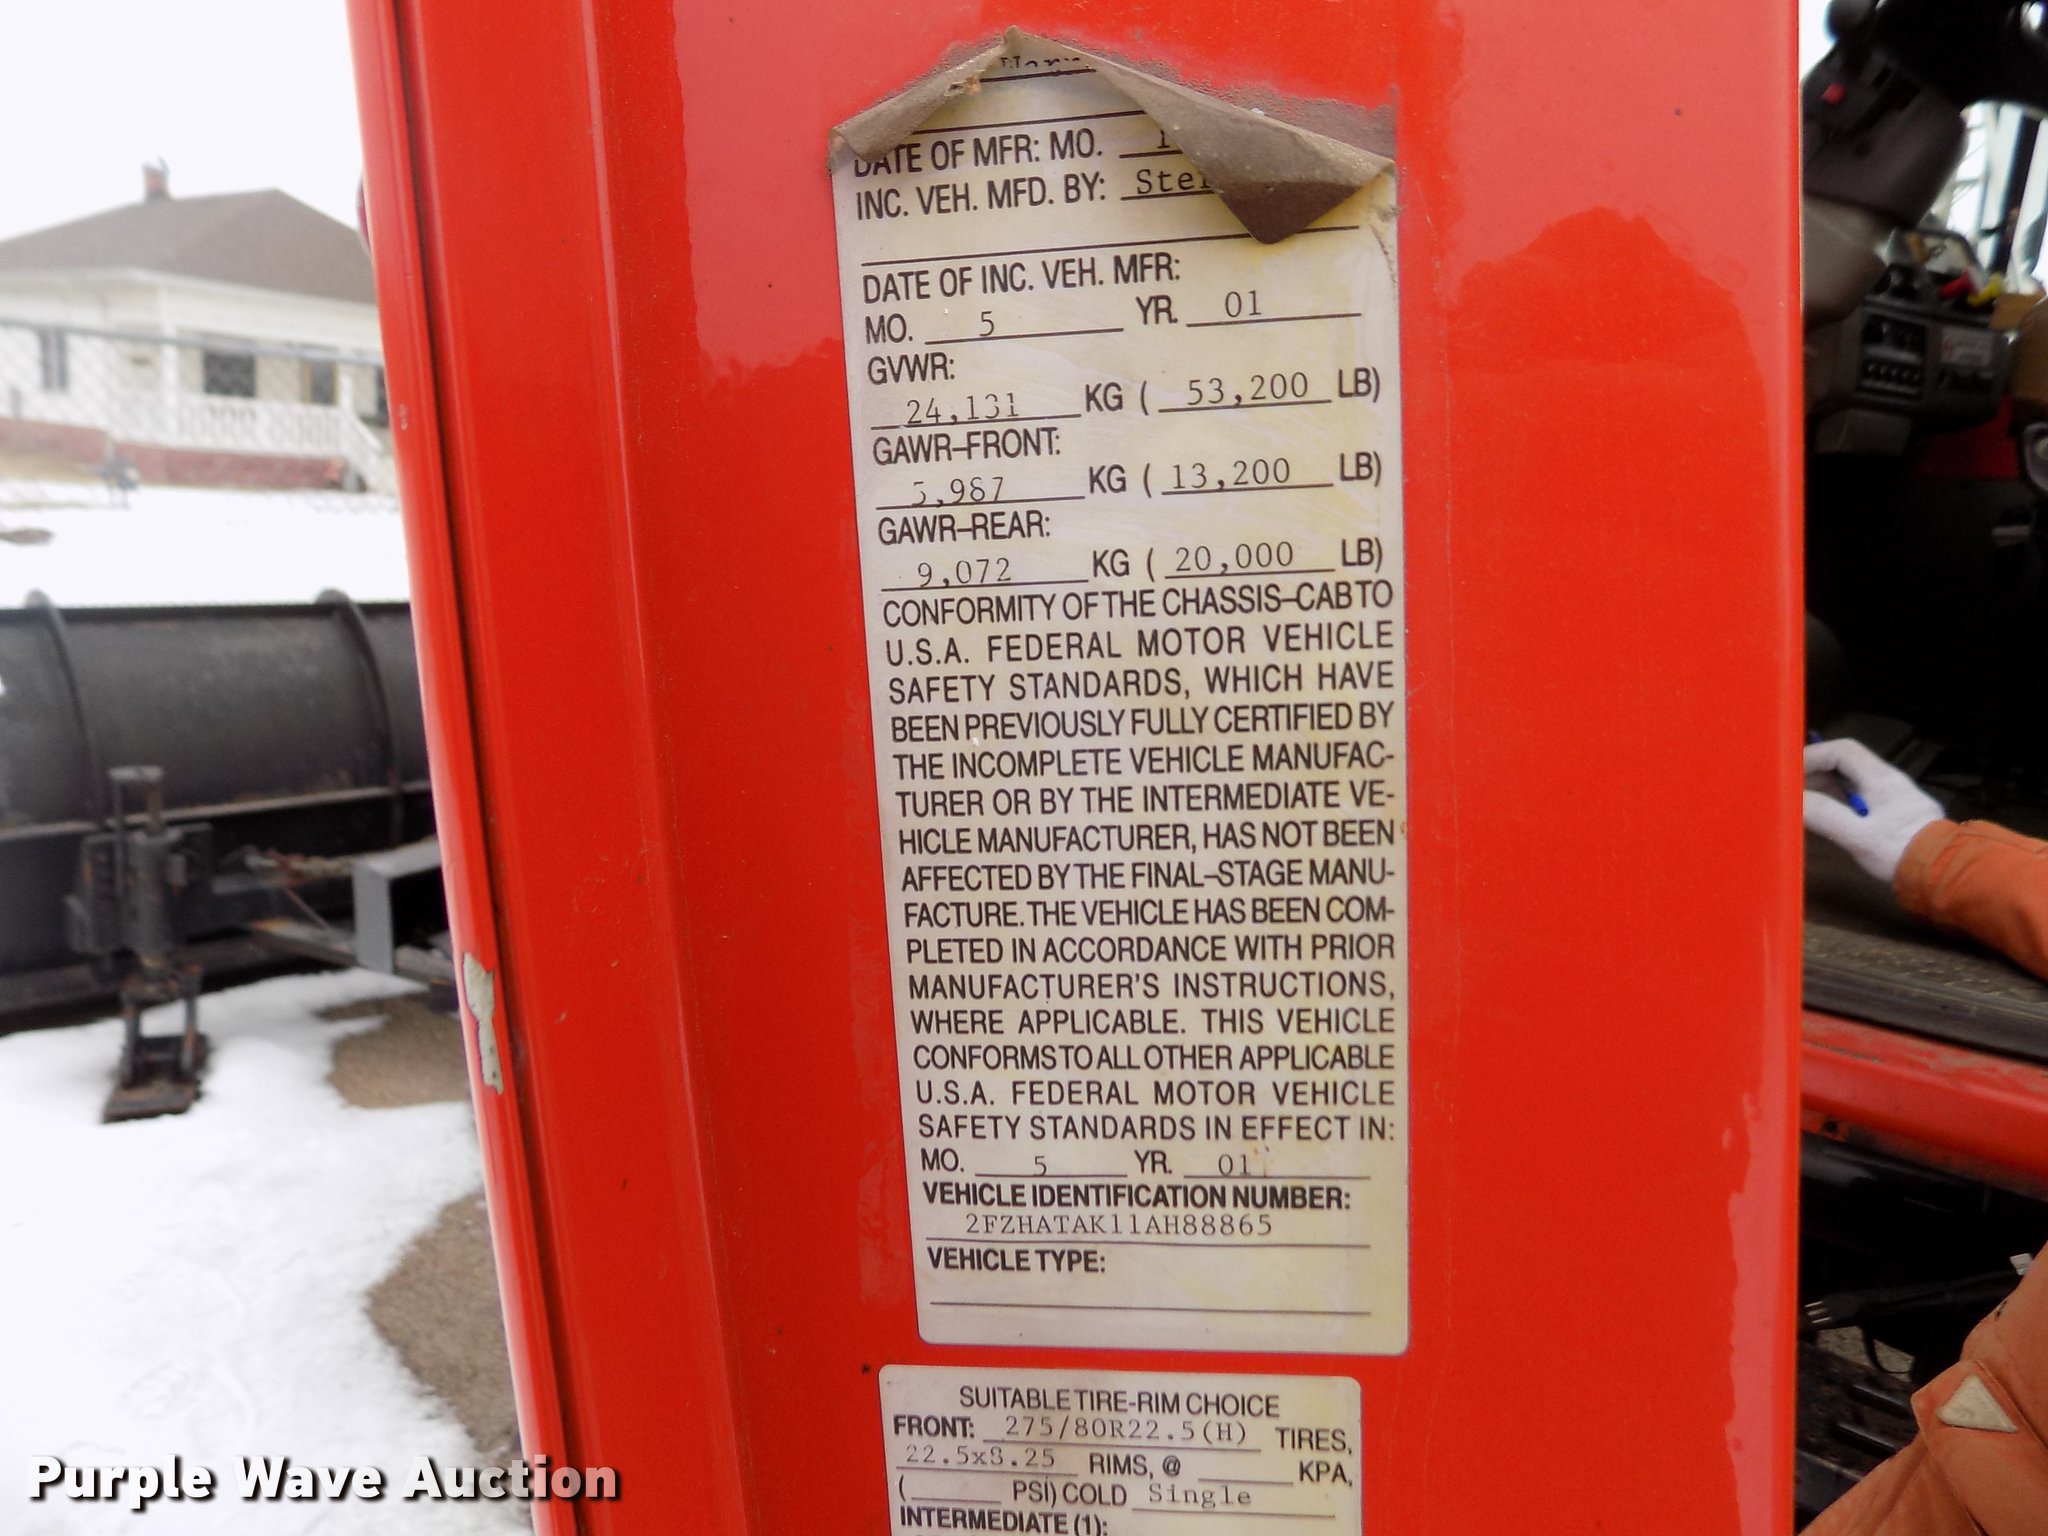 DATE OF MFR: MO.
INC. VEH. MFD. BY:
DATE OF INC. VEH. MFR:
MO. 5 YR. 01
GVWR:
24,131 KG ( 53,200 LB)
GAWR-FRONT:
5,987 KG ( 13,200 LB)
GAWR-REAR:
9,072 KG ( 20,000 LB)
CONFORMITY OF THE CHASSIS-CAB TO
U.S.A. FEDERAL MOTOR VEHICLE
SAFETY STANDARDS, WHICH HAVE
BEEN PREVIOUSLY FULLY CERTIFIED BY
THE INCOMPLETE VEHICLE MANUFAC-
TURER OR BY THE INTERMEDIATE VE-
HICLE MANUFACTURER, HAS NOT BEEN
AFFECTED BY THE FINAL-STAGE MANU-
FACTURE. THE VEHICLE HAS BEEN COM-
PLETED IN ACCORDANCE WITH PRIOR
MANUFACTURER'S INSTRUCTIONS,
WHERE APPLICABLE. THIS VEHICLE
CONFORMS TO ALL OTHER APPLICABLE
U.S.A. FEDERAL MOTOR VEHICLE
SAFETY STANDARDS IN EFFECT IN:
MO. 5 YR. 01
VEHICLE IDENTIFICATION NUMBER:
2FZHATAK11AH88865
VEHICLE TYPE:
SUITABLE TIRE-RIM CHOICE
FRONT: 275/80R22.5(H) TIRES,
22.5x8.25 RIMS, @ KPA,
( PSI) COLD Single
INTERMEDIATE (1):
Purple Wave Auction